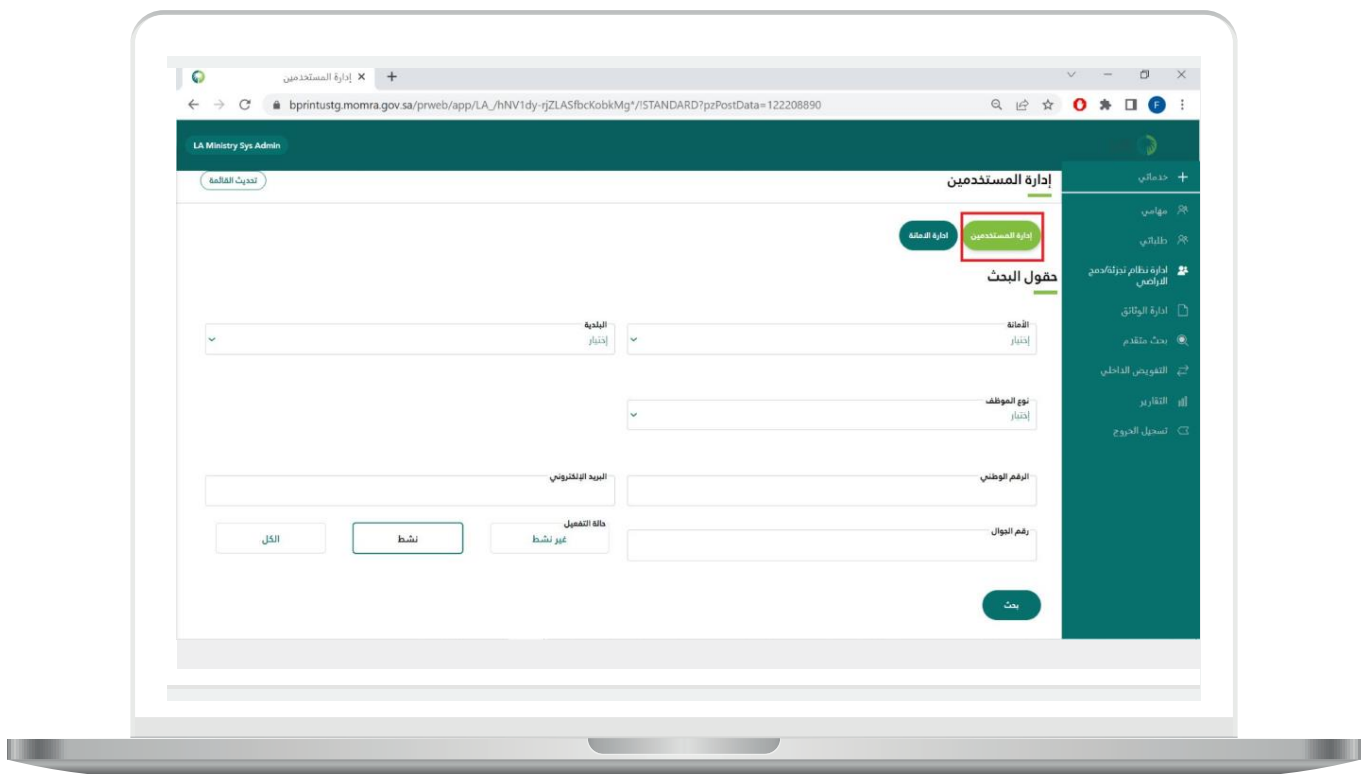 إدارة المستخدمين
bprintustg.momra.gov.sa/prweb/app/LA_/hNV1dy-rjZLASfbcKobkMg*/!STANDARD?pzPostData=122208890
F
LA Ministry Sys Admin
خدماتي
مهامي
طلباتي
ادارة نظام تجزئة/دمج
الاراضي
ادارة الوثائق
بحث متقدم
التفويض الداخلي
التقارير
تسجيل الخروج
إدارة المستخدمين
تحديث القائمة
إدارة المستخدمين
ادارة الامانة
حقول البحث
الأمانة
إختيار
البلدية
إختيار
نوع الموظف
إختيار
الرقم الوطني
البريد الإلكتروني
رقم الجوال
حالة التفعيل
غير نشط
نشط
الكل
بحث